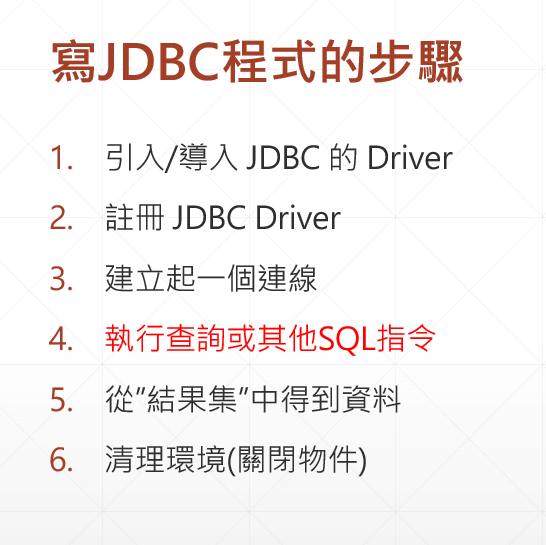 寫JDBC程式的步驟
1. 引入/導入 JDBC 的 Driver
2. 註冊 JDBC Driver
3. 建立起一個連線
4. 執行查詢或其他SQL指令
5. 從”結果集”中得到資料
6. 清理環境(關閉物件)